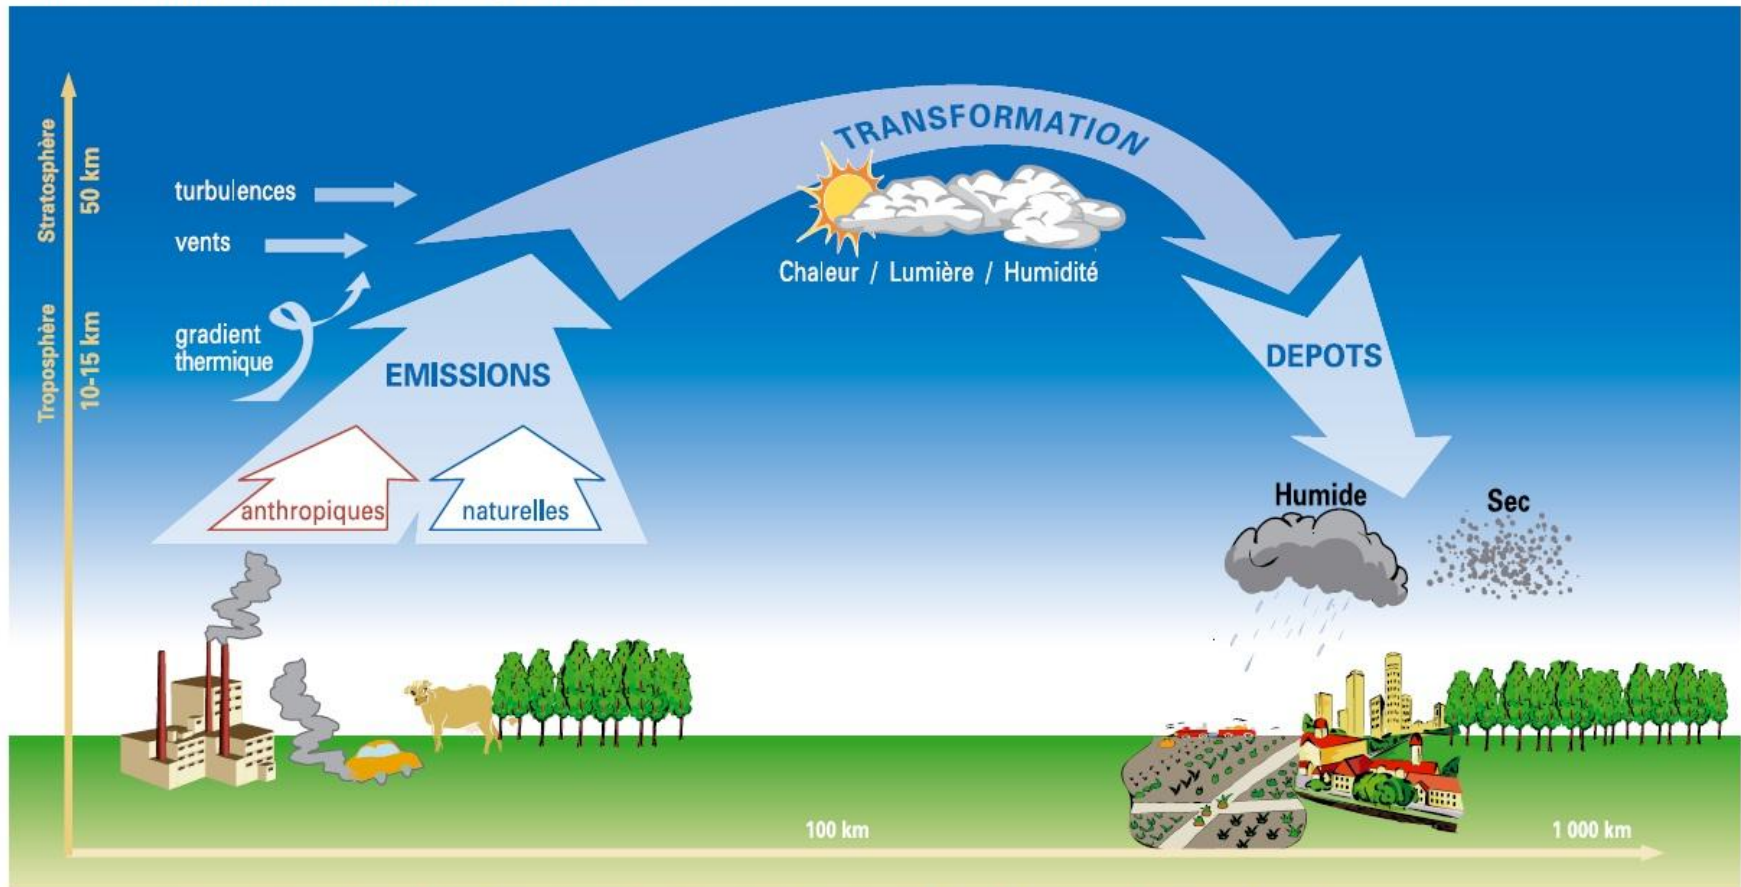 Stratosphère
50 km
Troposphère
10-15 km
turbulences
vents
gradient
thermique
TRANSFORMATION
Chaleur / Lumière / Humidité
EMISSIONS
anthropiques
naturelles
DEPOTS
Humide
Sec
100 km
1 000 km